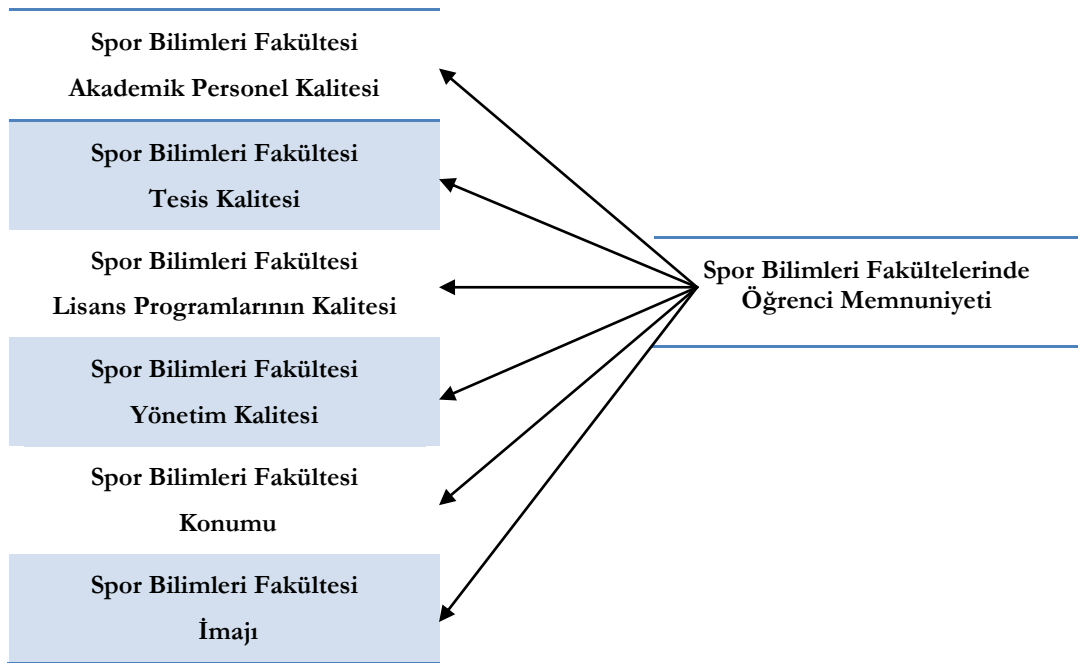 Spor Bilimleri Fakültesi
Akademik Personel Kalitesi
Spor Bilimleri Fakültesi
Tesis Kalitesi
Spor Bilimleri Fakültesi
Lisans Programlarının Kalitesi
Spor Bilimleri Fakültesi
Yönetim Kalitesi
Spor Bilimleri Fakültesi
Konumu
Spor Bilimleri Fakültesi
İmajı
Spor Bilimleri Fakültelerinde
Öğrenci Memnuniyeti